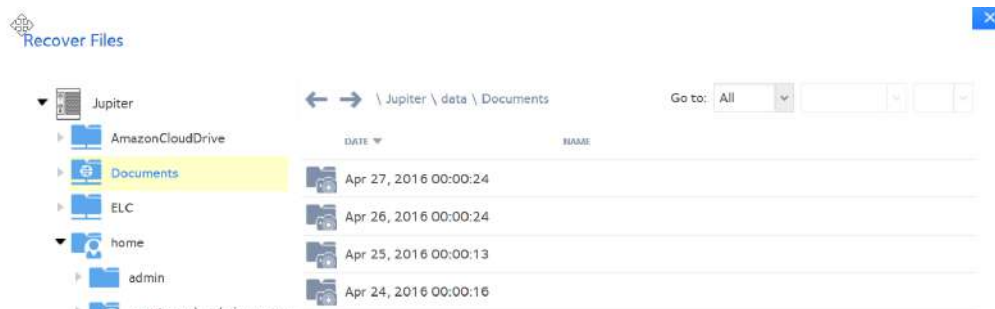 Recover Files
Jupiter
\ Jupiter \ data \ Documents
Go to: All
AmazonCloudDrive
DATE NAME
Documents
Apr 27, 2016 00:00:24
ELC
Apr 26, 2016 00:00:24
home
Apr 25, 2016 00:00:13
admin
Apr 24, 2016 00:00:16